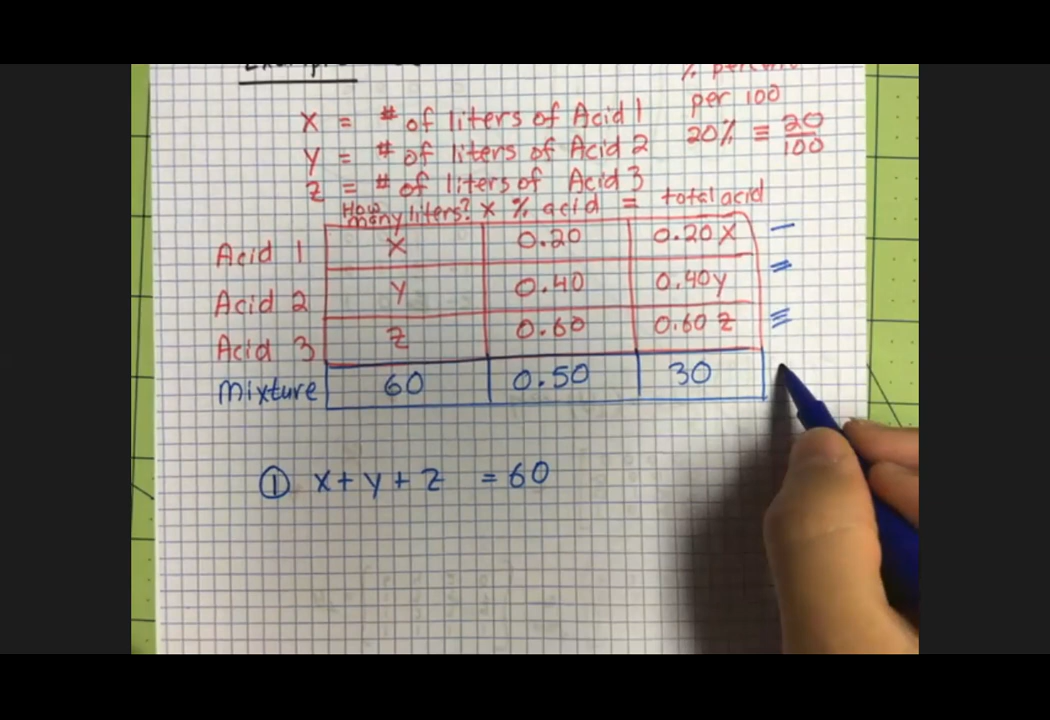 X = # of liters of Acid 1
per 100
Y = # of liters of Acid 2
20% ≡ 20/100
Z = # of liters of Acid 3
How many liters? × % acid = total acid
Acid 1 X 0.20 0.20X
Acid 2 Y 0.40 0.40y
Acid 3 Z 0.60 0.60 Z
Mixture 60 0.50 30
① X + Y + Z = 60